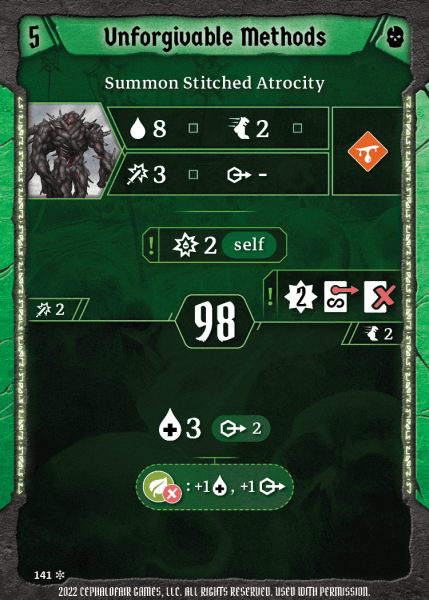 5
Unforgivable Methods
Summon Stitched Atrocity
8
2
3
-
! 2 self
! 2
2
98
2
3
2
: +1 , +1
141
2022 CEPHALOFAIR GAMES, LLC. ALL RIGHTS RESERVED. USED WITH PERMISSION.